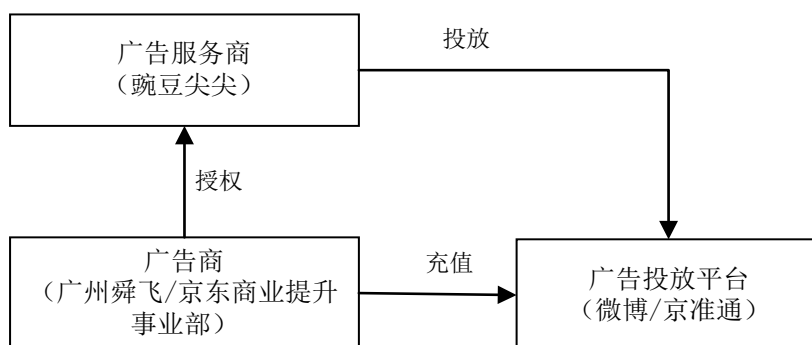 广告服务商
（豌豆尖尖）
投放
授权
广告商
（广州舜飞/京东商业提升
事业部）
充值
广告投放平台
（微博/京准通）